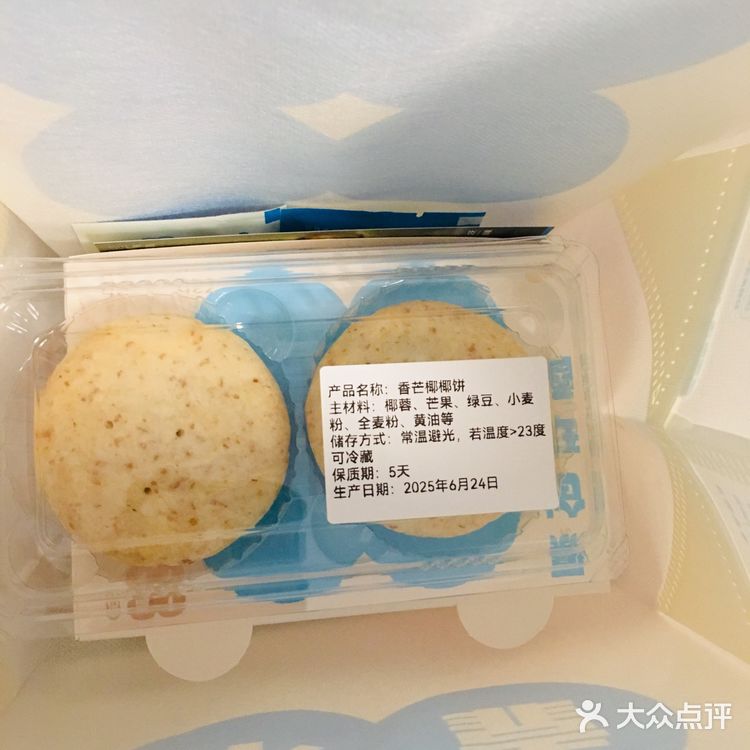 产品名称：香芒椰椰饼
主材料：椰蓉、芒果、绿豆、小麦
粉、全麦粉、黄油等
储存方式：常温避光，若温度>23度
可冷藏
保质期：5天
生产日期：2025年6月24日
大众点评